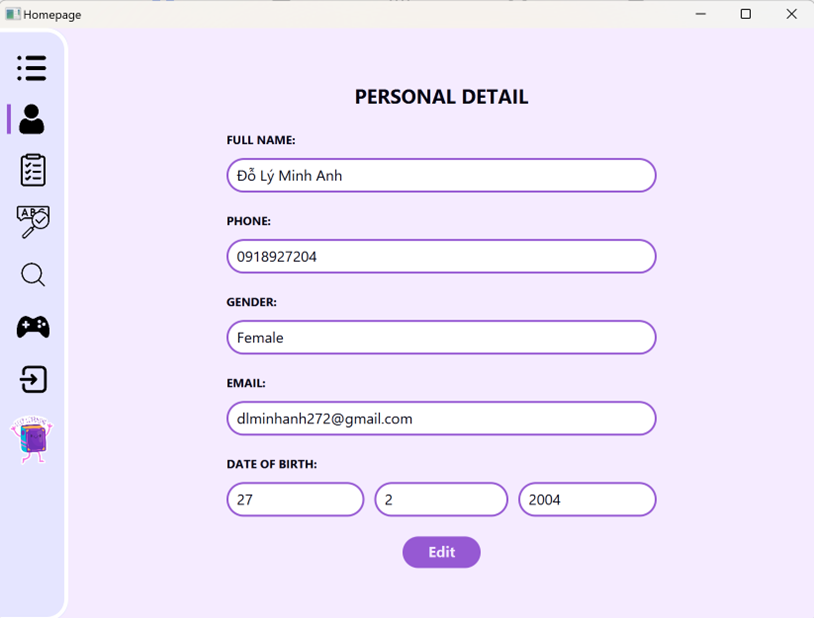 Homepage
PERSONAL DETAIL
FULL NAME:
Đỗ Lý Minh Anh
PHONE:
0918927204
GENDER:
Female
EMAIL:
dlminhanh272@gmail.com
DATE OF BIRTH:
27 2 2004
Edit
ABC